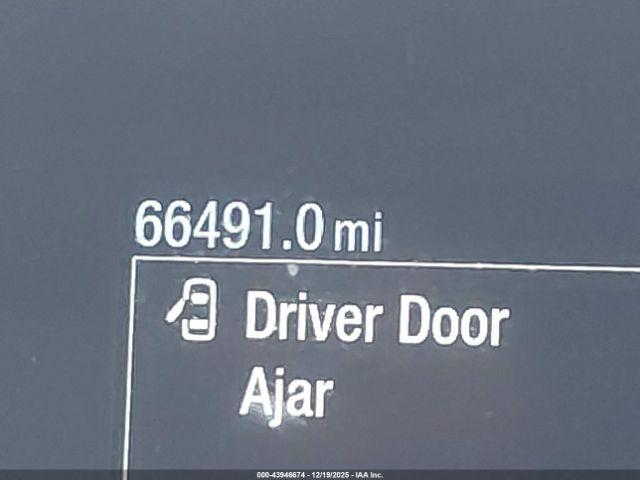 66491.0 mi
Driver Door
Ajar
000-43946674 - 12/19/2025 - IAA Inc.